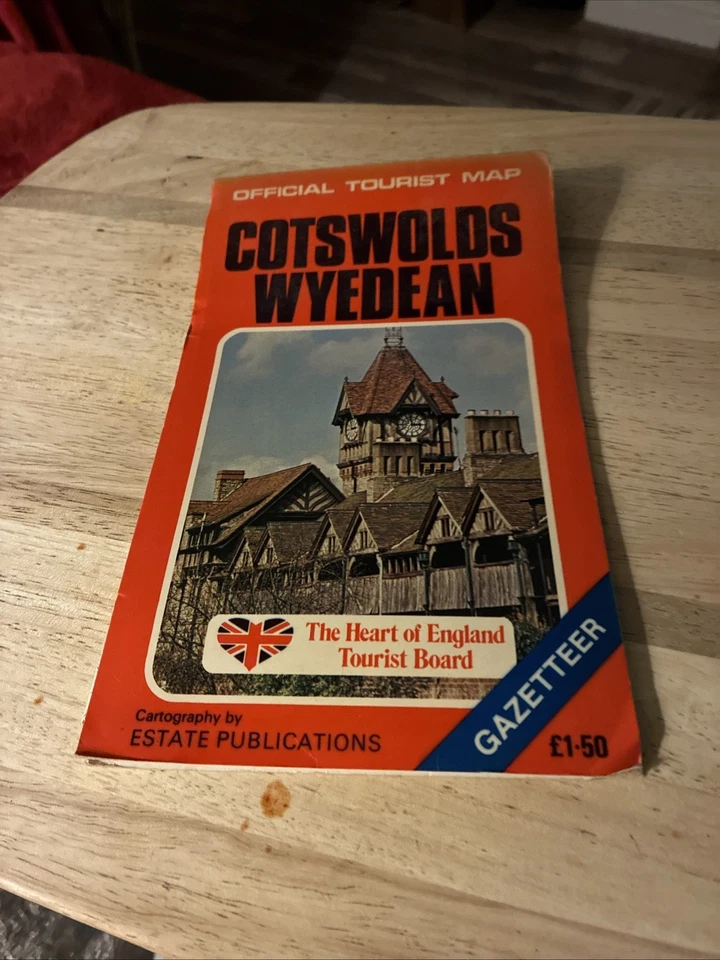 OFFICIAL TOURIST MAP
COTSWOLDS
WYEDEAN
The Heart of England
Tourist Board
GAZETTEER
Cartography by
ESTATE PUBLICATIONS
£1·50